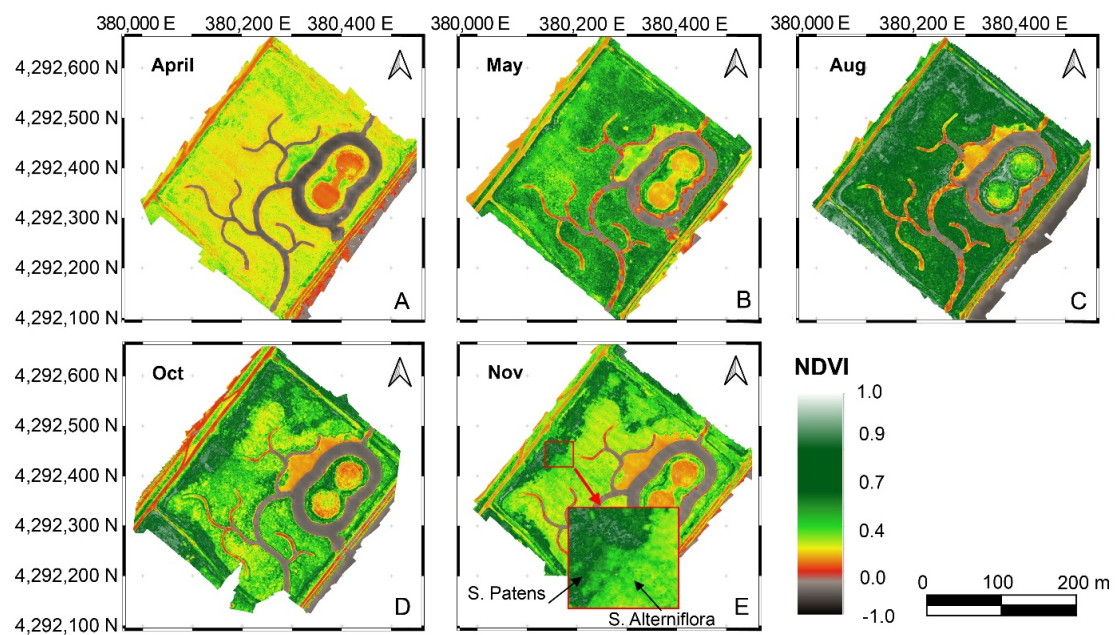 380,000 E 380,200 E 380,400 E
380,000 E 380,200 E 380,400 E
380,000 E 380,200 E 380,400 E
4,292,600 N
4,292,500 N
4,292,400 N
4,292,300 N
4,292,200 N
4,292,100 N
April
A
May
B
Aug
C
4,292,600 N
4,292,500 N
4,292,400 N
4,292,300 N
4,292,200 N
4,292,100 N
Oct
D
Nov
S. Patens
S. Alterniflora
E
NDVI
1.0
0.9
0.7
0.4
0.0
-1.0
0 100 200 m